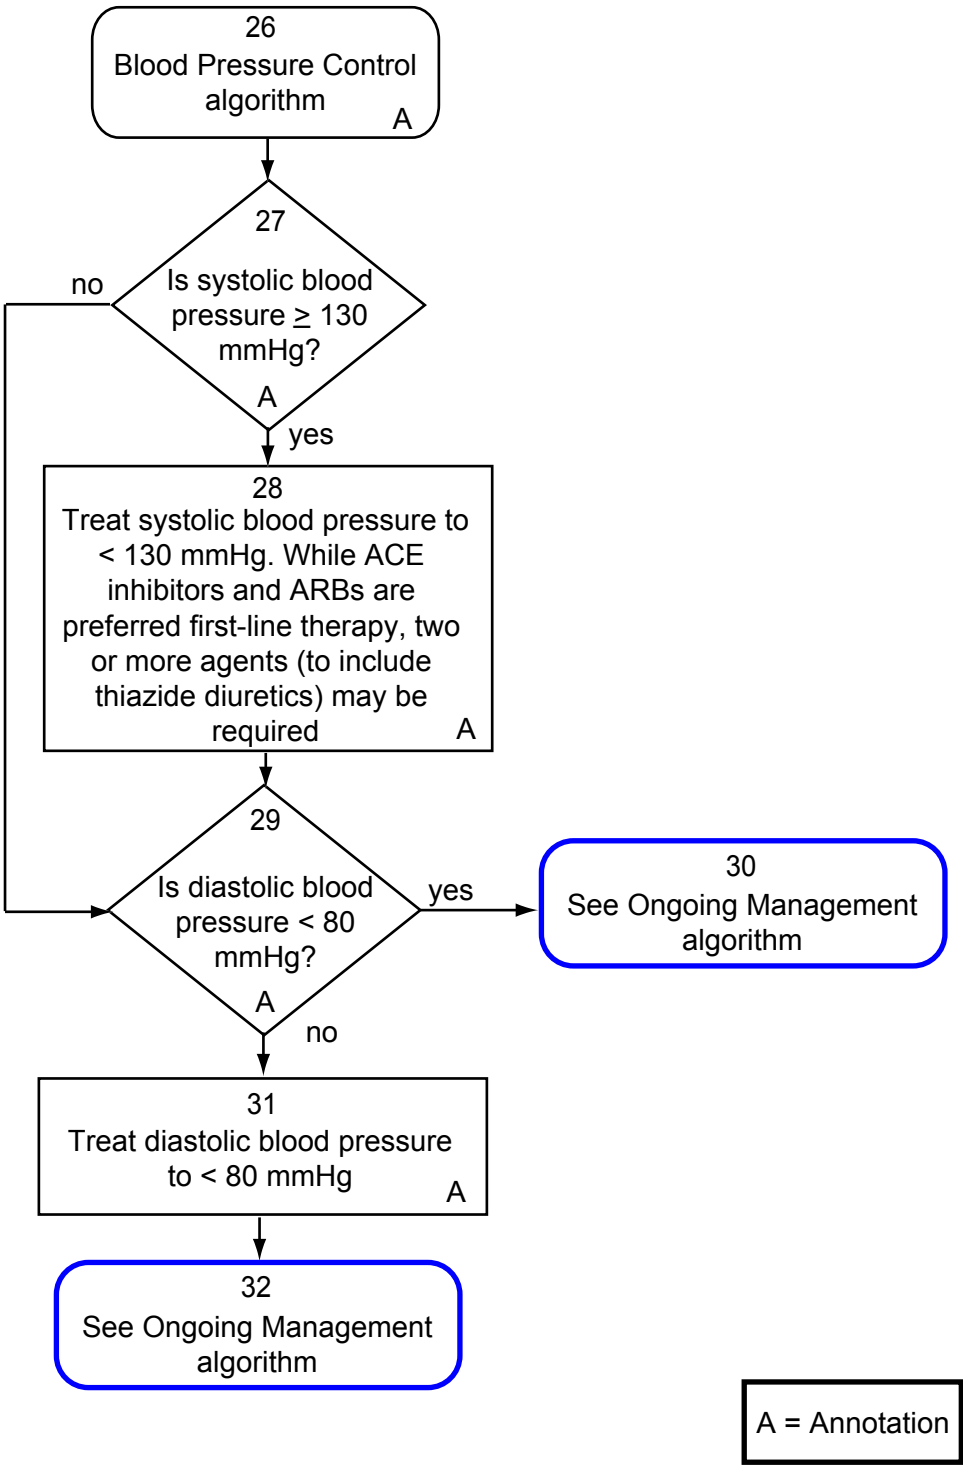 26
Blood Pressure Control
algorithm
A
27
no
Is systolic blood
pressure ≥ 130
mmHg?
A
yes
28
Treat systolic blood pressure to
< 130 mmHg. While ACE
inhibitors and ARBs are
preferred first-line therapy, two
or more agents (to include
thiazide diuretics) may be
required
A
29
Is diastolic blood
pressure < 80
mmHg?
A
yes
30
See Ongoing Management
algorithm
no
31
Treat diastolic blood pressure
to < 80 mmHg
A
32
See Ongoing Management
algorithm
A = Annotation